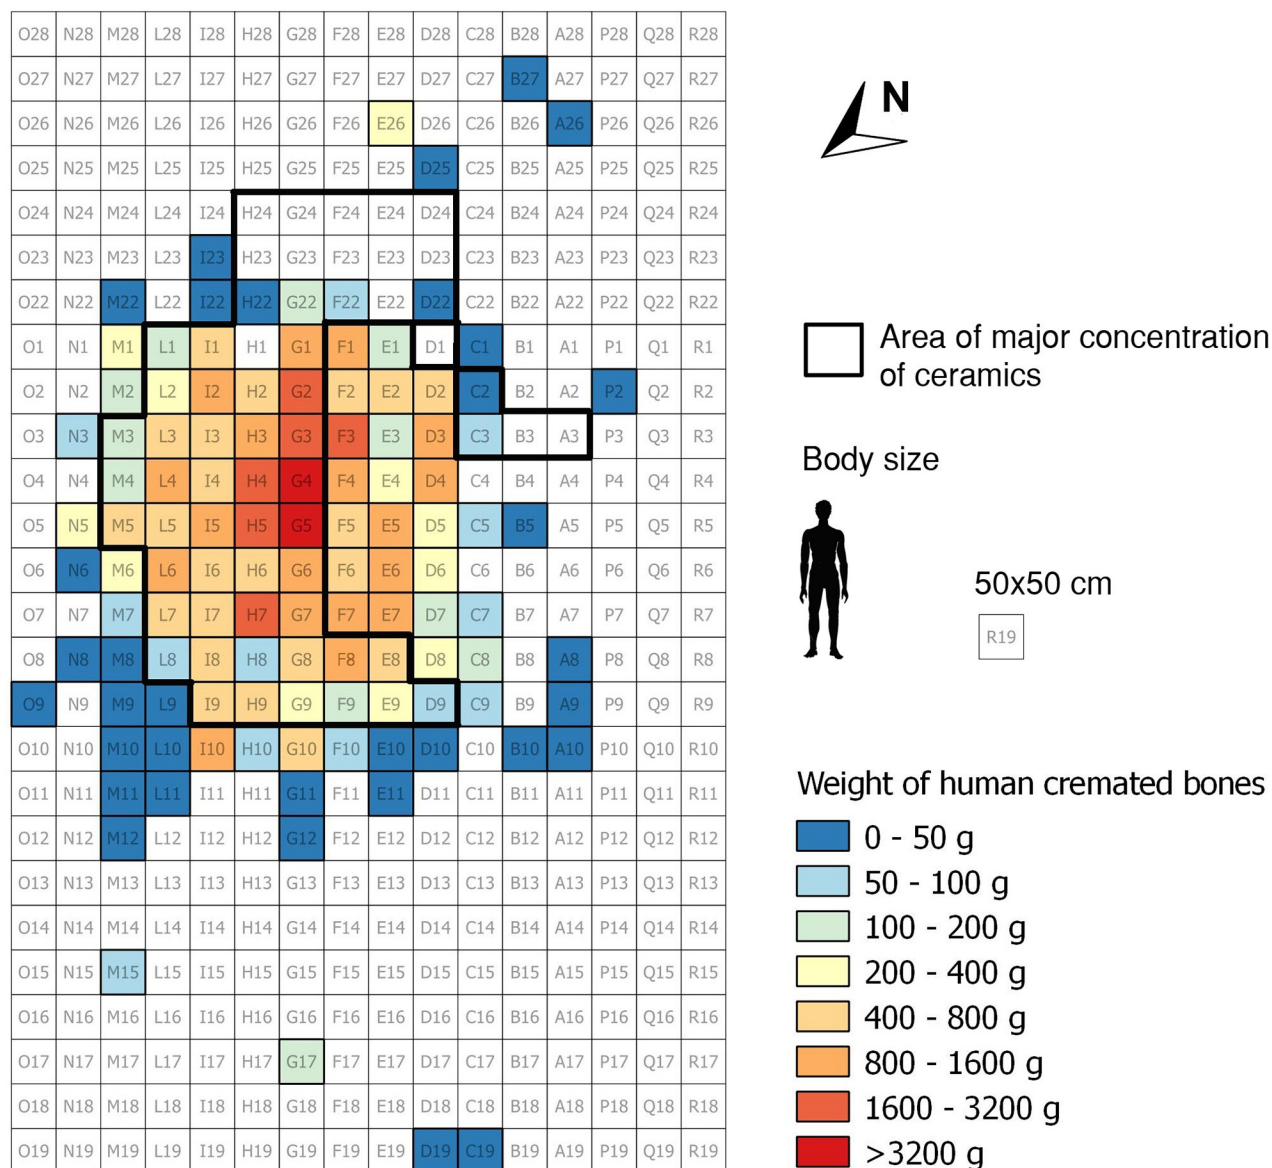 O28 N28 M28 L28 I28 H28 G28 F28 E28 D28 C28 B28 A28 P28 Q28 R28
O27 N27 M27 L27 I27 H27 G27 F27 E27 D27 C27 B27 A27 P27 Q27 R27
N
O26 N26 M26 L26 I26 H26 G26 F26 E26 D26 C26 B26 A26 P26 Q26 R26
O25 N25 M25 L25 I25 H25 G25 F25 E25 D25 C25 B25 A25 P25 Q25 R25
O24 N24 M24 L24 I24 H24 G24 F24 E24 D24 C24 B24 A24 P24 Q24 R24
O23 N23 M23 L23 I23 H23 G23 F23 E23 D23 C23 B23 A23 P23 Q23 R23
O22 N22 M22 L22 I22 H22 G22 F22 E22 D22 C22 B22 A22 P22 Q22 R22
O1 N1 M1 L1 I1 H1 G1 F1 E1 D1 C1 B1 A1 P1 Q1 R1
O2 N2 M2 L2 I2 H2 G2 F2 E2 D2 C2 B2 A2 P2 Q2 R2
O3 N3 M3 L3 I3 H3 G3 F3 E3 D3 C3 B3 A3 P3 Q3 R3
O4 N4 M4 L4 I4 H4 G4 F4 E4 D4 C4 B4 A4 P4 Q4 R4
O5 N5 M5 L5 I5 H5 G5 F5 E5 D5 C5 B5 A5 P5 Q5 R5
O6 N6 M6 L6 I6 H6 G6 F6 E6 D6 C6 B6 A6 P6 Q6 R6
O7 N7 M7 L7 I7 H7 G7 F7 E7 D7 C7 B7 A7 P7 Q7 R7
O8 N8 M8 L8 I8 H8 G8 F8 E8 D8 C8 B8 A8 P8 Q8 R8
O9 N9 M9 L9 I9 H9 G9 F9 E9 D9 C9 B9 A9 P9 Q9 R9
O10 N10 M10 L10 I10 H10 G10 F10 E10 D10 C10 B10 A10 P10 Q10 R10
O11 N11 M11 L11 I11 H11 G11 F11 E11 D11 C11 B11 A11 P11 Q11 R11
O12 N12 M12 L12 I12 H12 G12 F12 E12 D12 C12 B12 A12 P12 Q12 R12
O13 N13 M13 L13 I13 H13 G13 F13 E13 D13 C13 B13 A13 P13 Q13 R13
O14 N14 M14 L14 I14 H14 G14 F14 E14 D14 C14 B14 A14 P14 Q14 R14
O15 N15 M15 L15 I15 H15 G15 F15 E15 D15 C15 B15 A15 P15 Q15 R15
O16 N16 M16 L16 I16 H16 G16 F16 E16 D16 C16 B16 A16 P16 Q16 R16
O17 N17 M17 L17 I17 H17 G17 F17 E17 D17 C17 B17 A17 P17 Q17 R17
O18 N18 M18 L18 I18 H18 G18 F18 E18 D18 C18 B18 A18 P18 Q18 R18
O19 N19 M19 L19 I19 H19 G19 F19 E19 D19 C19 B19 A19 P19 Q19 R19
Area of major concentration
of ceramics
Body size
50x50 cm
R19
Weight of human cremated bones
0 - 50 g
50 - 100 g
100 - 200 g
200 - 400 g
400 - 800 g
800 - 1600 g
1600 - 3200 g
>3200 g